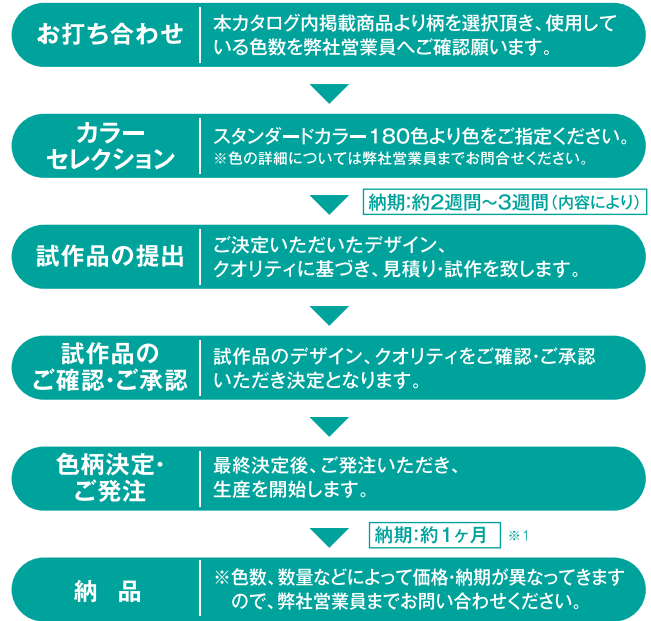 お打ち合わせ
本カタログ内掲載商品より柄を選択頂き、使用して
いる色数を弊社営業員へご確認願います。
カラー
セレクション
スタンダードカラー180色より色をご指定ください。
※色の詳細については弊社営業員までお問合せください。
納期:約2週間〜3週間(内容により)
試作品の提出
ご決定いただいたデザイン、
クオリティに基づき、見積り・試作を致します。
試作品の
ご確認・ご承認
試作品のデザイン、クオリティをご確認・ご承認
いただき決定となります。
色柄決定・
ご発注
最終決定後、ご発注いただき、
生産を開始します。
納期:約1ヶ月 ※1
納 品
※色数、数量などによって価格・納期が異なってきます
ので、弊社営業員までお問い合わせください。